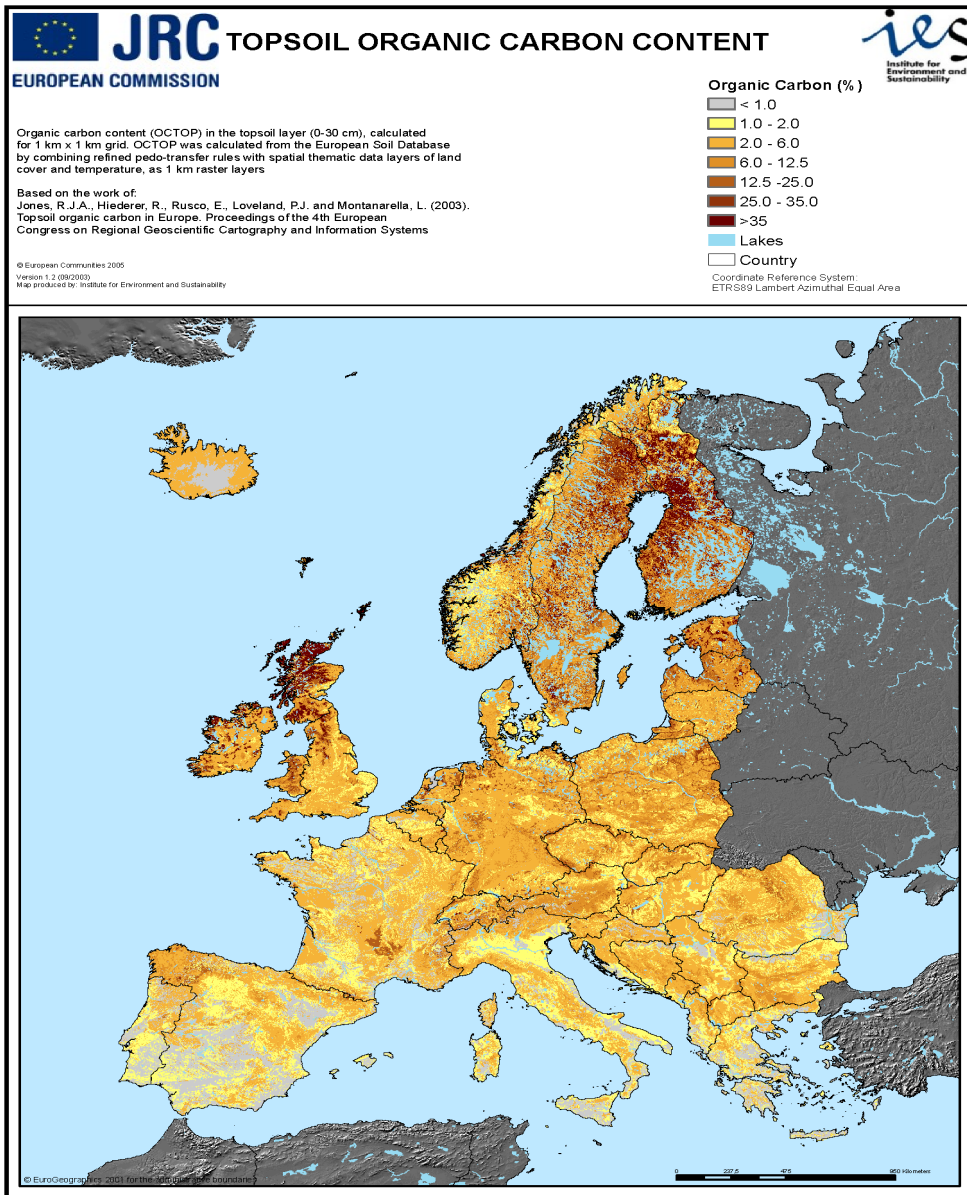 JRC
EUROPEAN COMMISSION
TOPSOIL ORGANIC CARBON CONTENT
ies
Institute for
Environment and
Sustainability
Organic carbon content (OCTOP) in the topsoil layer (0-30 cm), calculated
for 1 km x 1 km grid. OCTOP was calculated from the European Soil Database
by combining refined pedo-transfer rules with spatial thematic data layers of land
cover and temperature, as 1 km raster layers
Based on the work of:
Jones, R.J.A., Hiederer, R., Rusco, E., Loveland, P.J. and Montanarella, L. (2003).
Topsoil organic carbon in Europe. Proceedings of the 4th European
Congress on Regional Geoscientific Cartography and Information Systems
© European Communities 2005
Version 1.2 (09/2003)
Map produced by: Institute for Environment and Sustainability
Organic Carbon (%)
< 1.0
1.0 - 2.0
2.0 - 6.0
6.0 - 12.5
12.5 -25.0
25.0 - 35.0
>35
Lakes
Country
Coordinate Reference System:
ETRS89 Lambert Azimuthal Equal Area
© EuroGeographics 2001 for the administrative boundaries
0 237,5 475 950 Kilometers